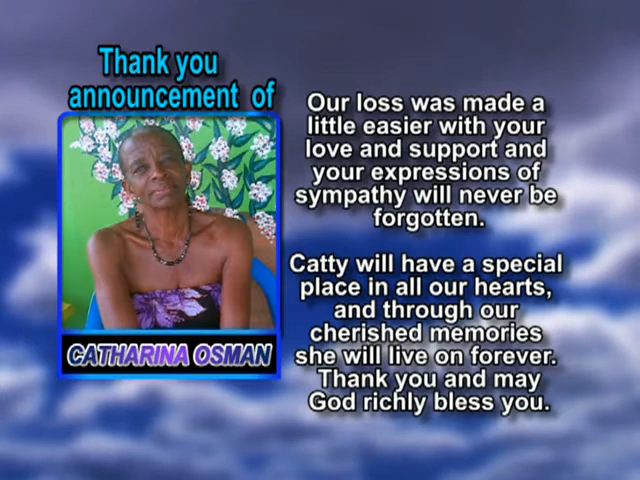 Thank you
announcement of
CATHARINA OSMAN
Our loss was made a
little easier with your
love and support and
your expressions of
sympathy will never be
forgotten.
Catty will have a special
place in all our hearts,
and through our
cherished memories
she will live on forever.
Thank you and may
God richly bless you.